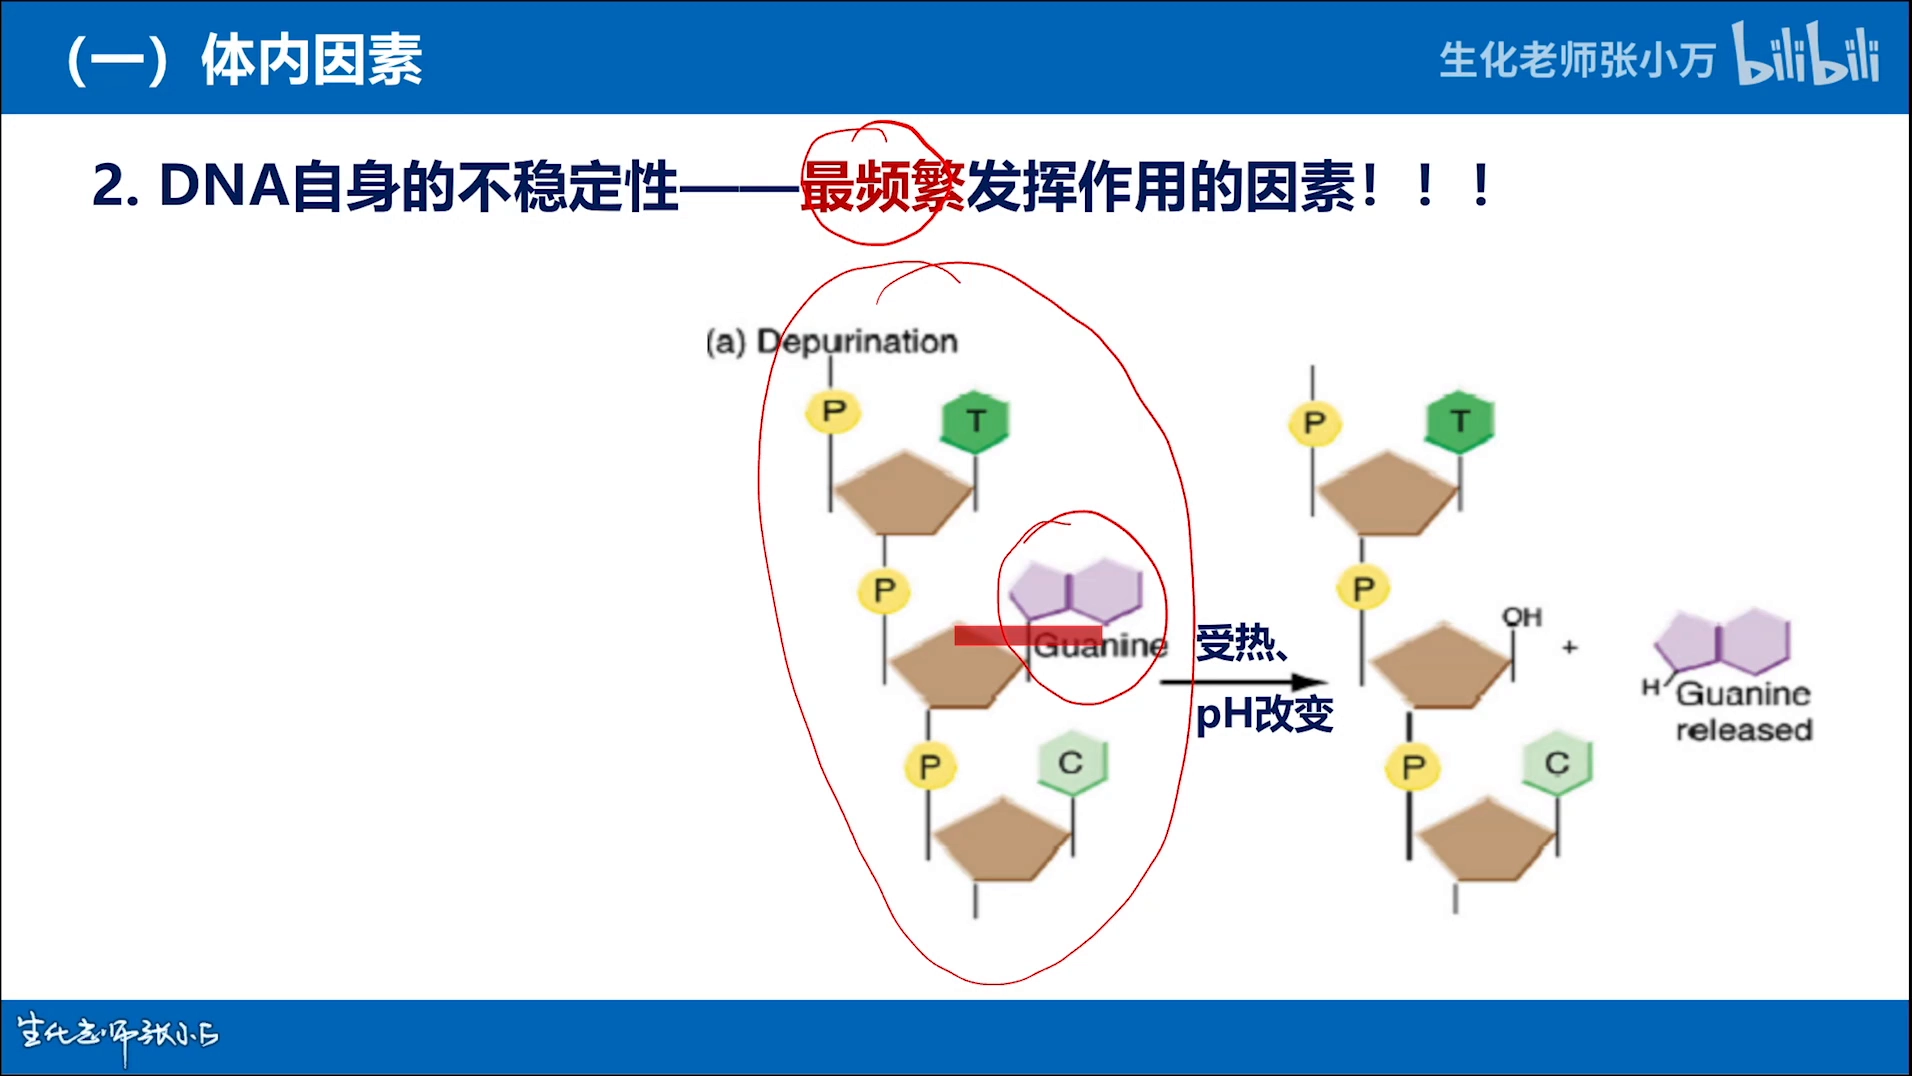 （一）体内因素
生化老师张小万 bilibili
2. DNA自身的不稳定性——最频繁发挥作用的因素！！！
(a) Depurination
P T
P T
P
P
OH
Guanine
受热、
+
H
Guanine
released
pH改变
P C
P C
生化老师张小万